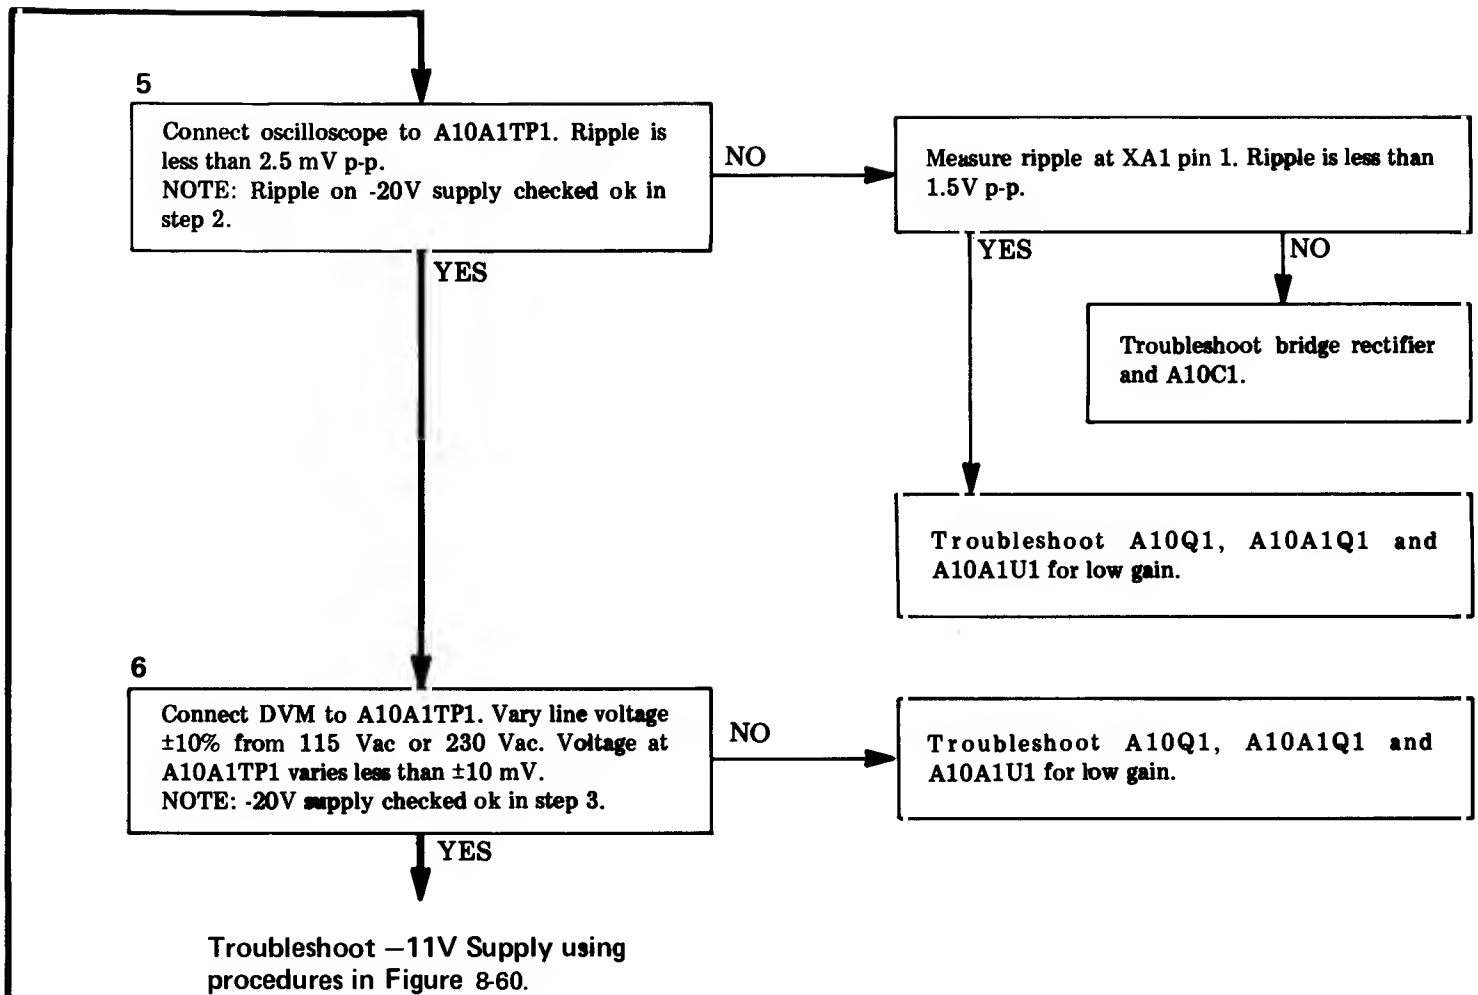 5
Connect oscilloscope to A10A1TP1. Ripple is
less than 2.5 mV p-p.
NOTE: Ripple on -20V supply checked ok in
step 2.
NO
Measure ripple at XA1 pin 1. Ripple is less than
1.5V p-p.
YES
YES
NO
Troubleshoot bridge rectifier
and A10C1.
Troubleshoot A10Q1, A10A1Q1 and
A10A1U1 for low gain.
6
Connect DVM to A10A1TP1. Vary line voltage
±10% from 115 Vac or 230 Vac. Voltage at
A10A1TP1 varies less than ±10 mV.
NOTE: -20V supply checked ok in step 3.
NO
Troubleshoot A10Q1, A10A1Q1 and
A10A1U1 for low gain.
YES
Troubleshoot —11V Supply using
procedures in Figure 8-60.